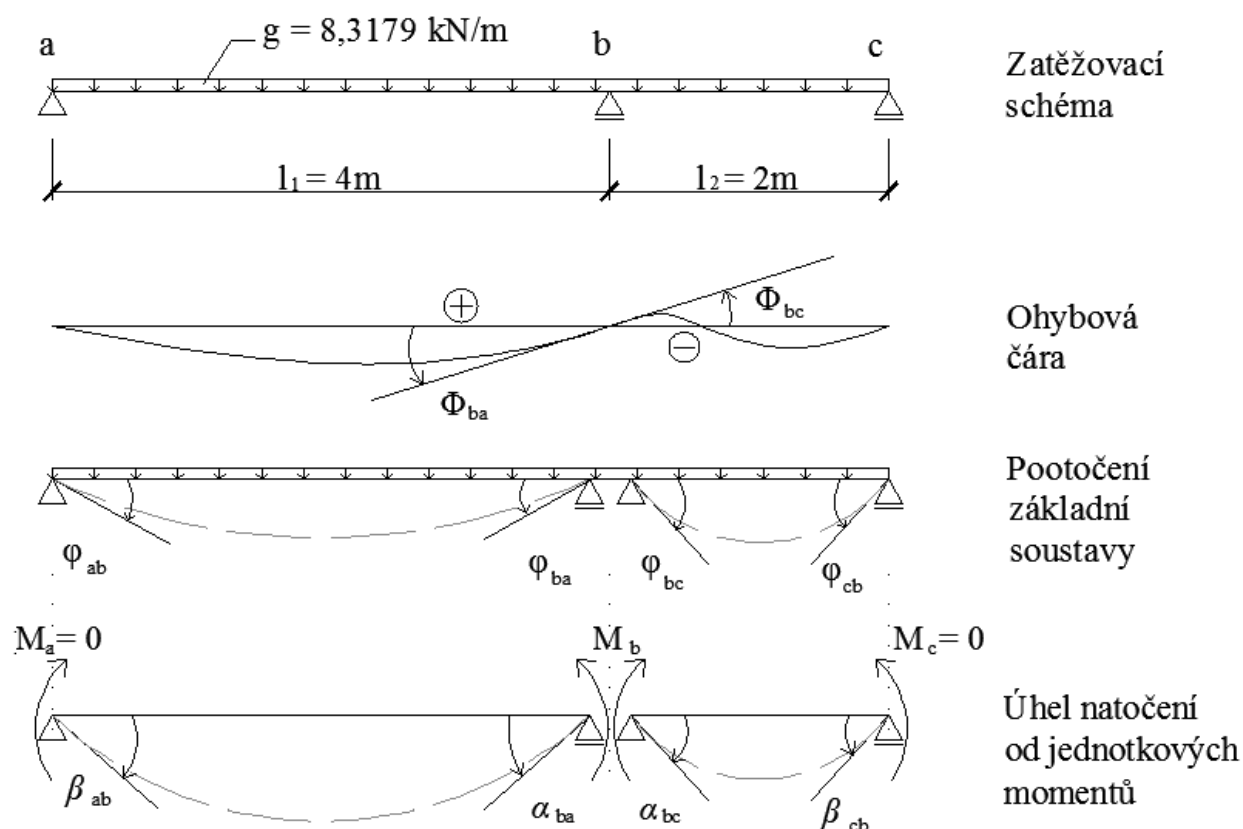 g = 8,3179 kN/m
a b c
Zatěžovací
schéma
l₁ = 4m l₂ = 2m
+
Φbc
Ohybová
čára
−
Φba
Pootočení
základní
soustavy
φab φba φbc φcb
Ma = 0 Mb Mc = 0
Úhel natočení
od jednotkových
momentů
βab αba αbc βcb